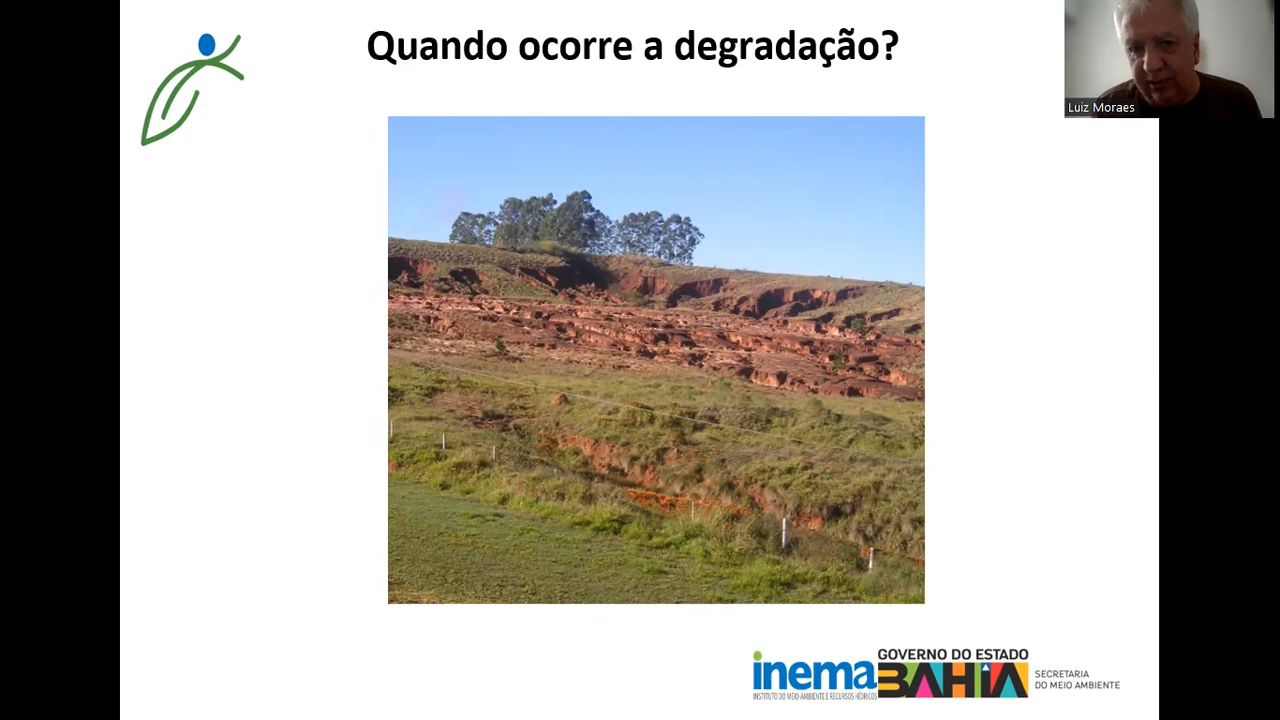 Quando ocorre a degradação?
Luiz Moraes
inema
INSTITUTO DO MEIO AMBIENTE E RECURSOS HÍDRICOS
GOVERNO DO ESTADO
BAHIA
SECRETARIA
DO MEIO AMBIENTE